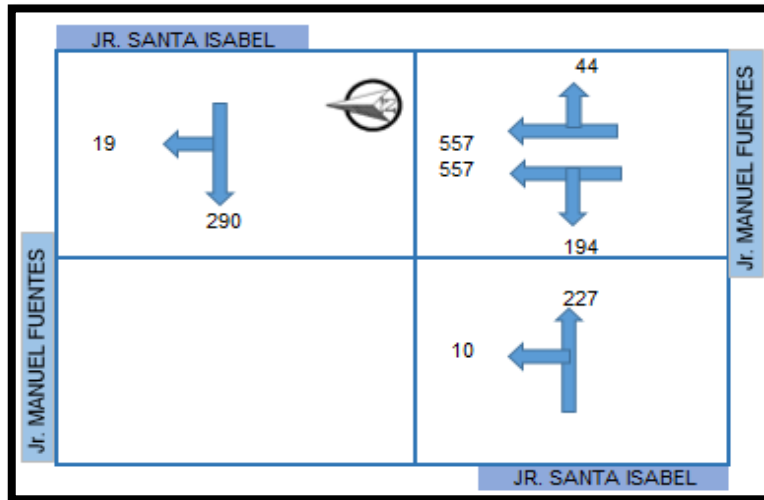 JR. SANTA ISABEL
44
19
557
557
290
194
Jr. MANUEL FUENTES
Jr. MANUEL FUENTES
227
10
JR. SANTA ISABEL